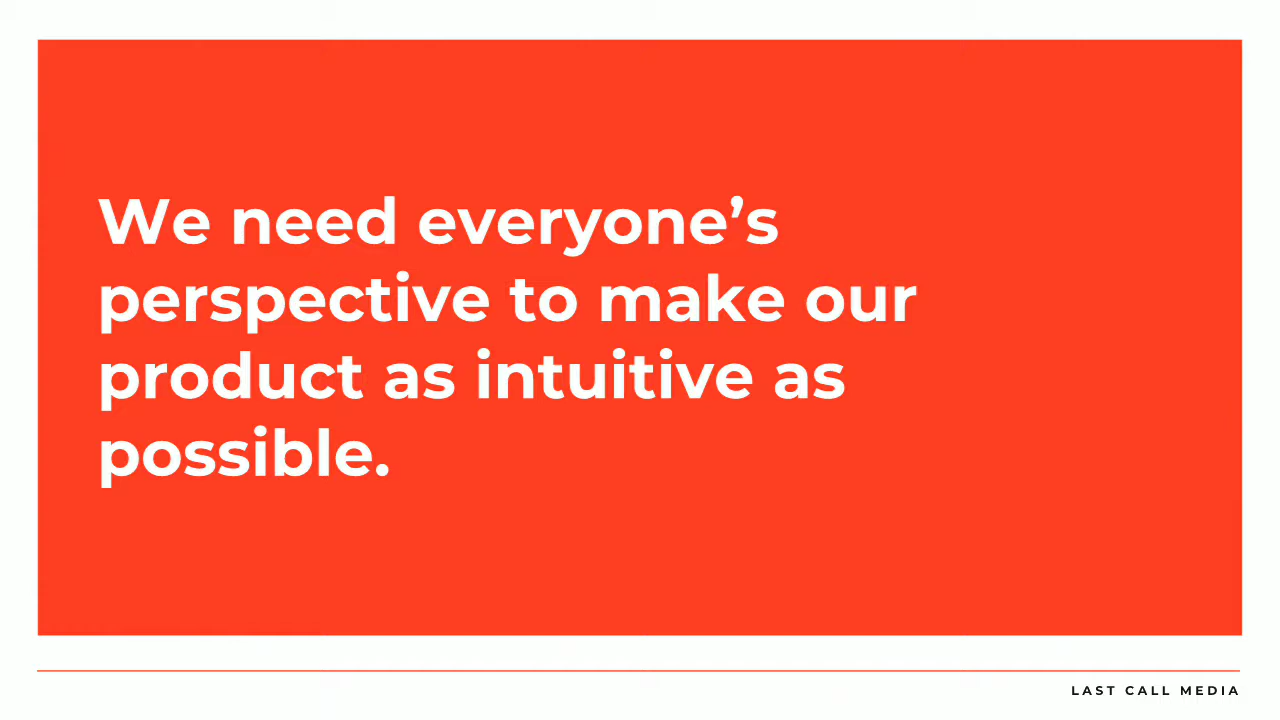 We need everyone’s
perspective to make our
product as intuitive as
possible.
LAST CALL MEDIA